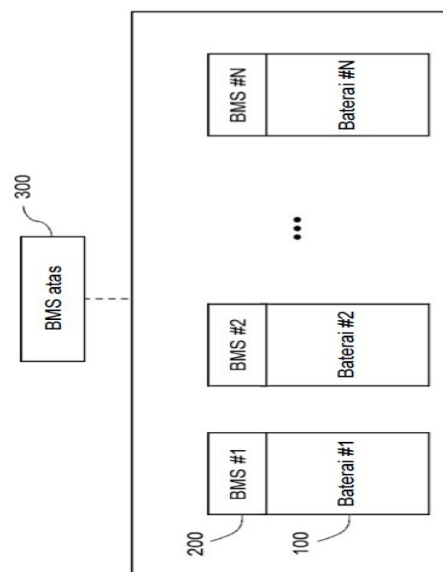 300
BMS atas
BMS #1
BMS #2
BMS #N
200
Baterai #1
Baterai #2
Baterai #N
100